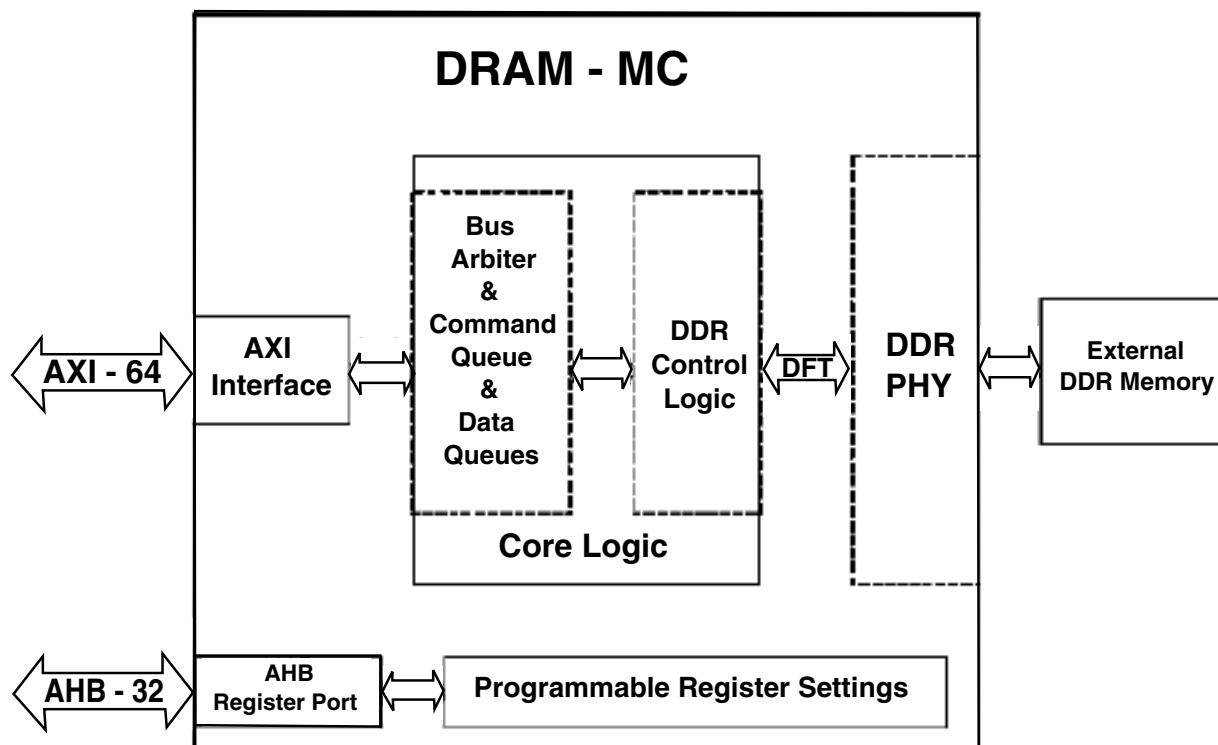 DRAM - MC
Bus
Arbiter
&
Command
Queue
&
Data
Queues
DDR
Control
Logic
Core Logic
AXI - 64
AXI
Interface
DFT
DDR
PHY
External
DDR Memory
AHB - 32
AHB
Register Port
Programmable Register Settings